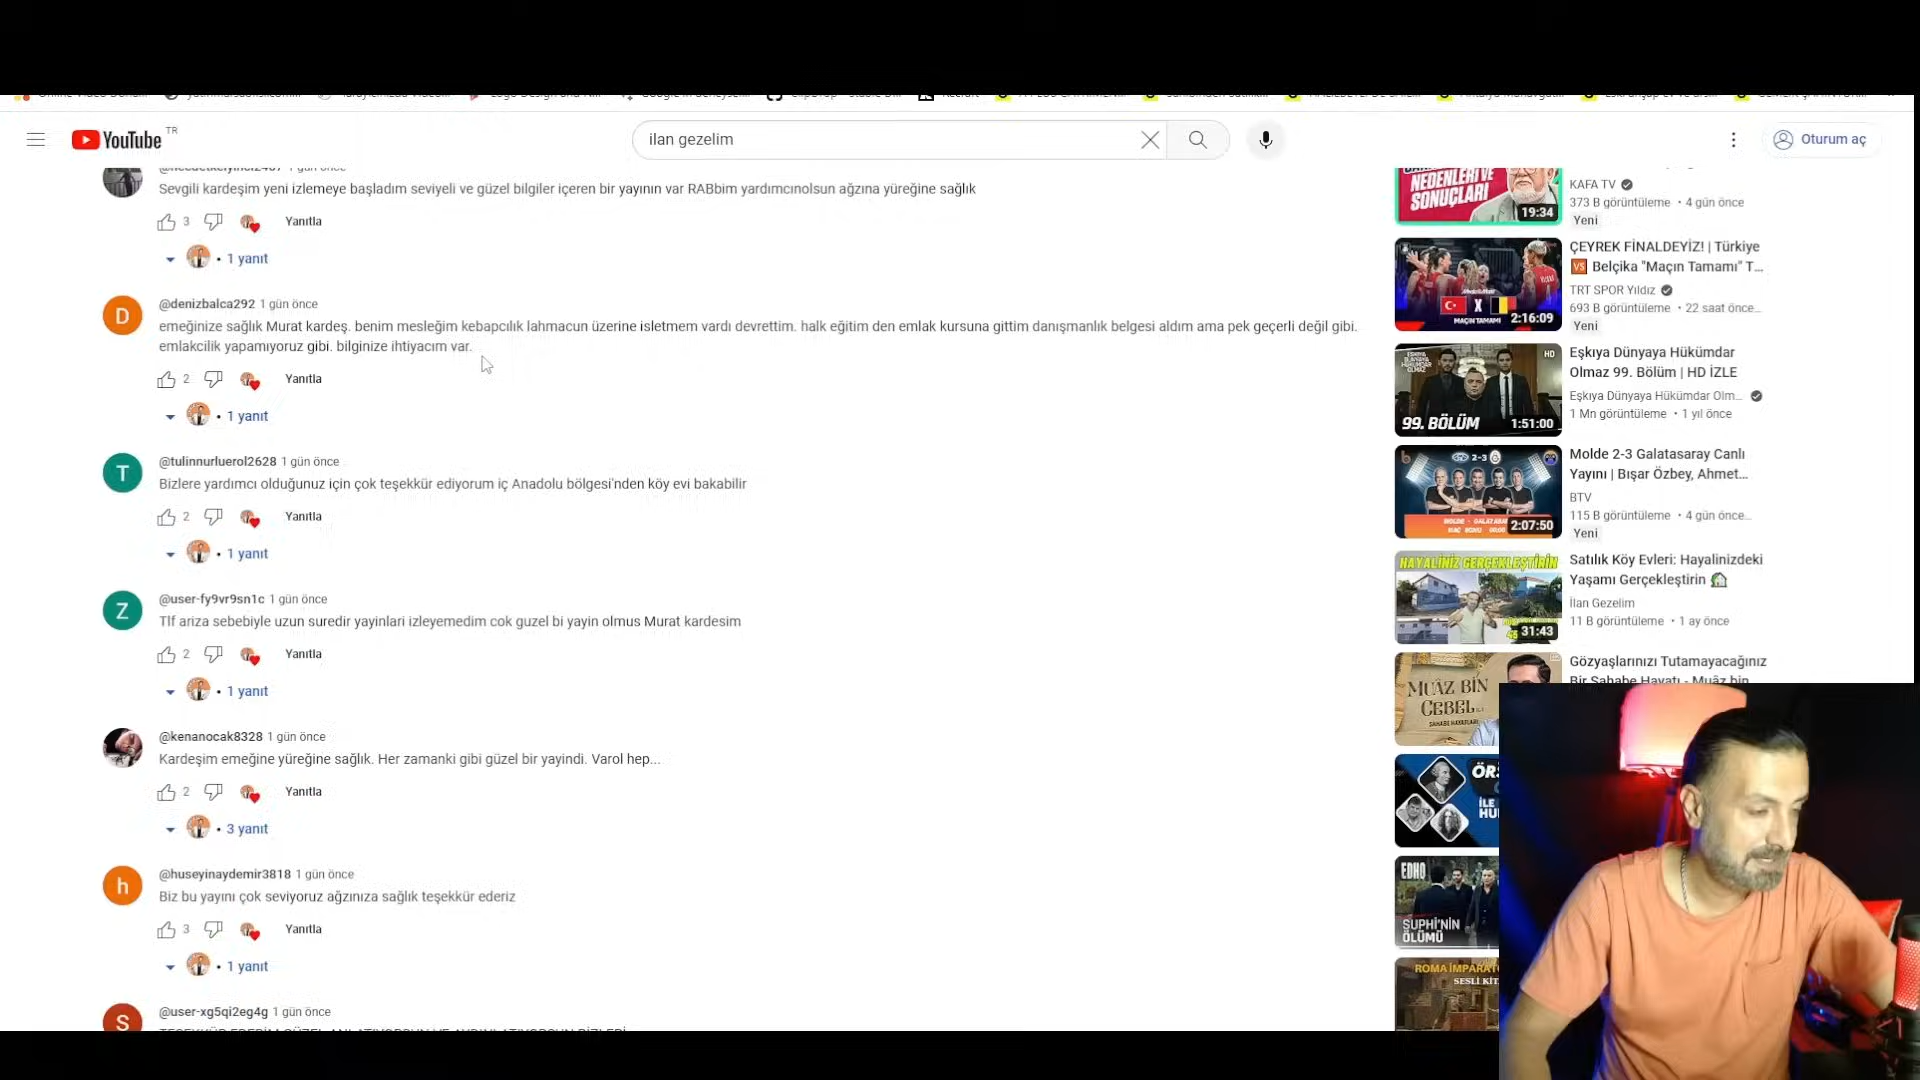 YouTube TR
ilan gezelim
Oturum aç
Sevgili kardeşim yeni izlemeye başladım seviyeli ve güzel bilgiler içeren bir yayının var RABbim yardımcınolsun ağzına yüreğine sağlık
3 Yanıtla
• 1 yanıt
@denizbalca292 1 gün önce
emeğinize sağlık Murat kardeş. benim mesleğim kebapcılık lahmacun üzerine isletmem vardı devrettim. halk eğitim den emlak kursuna gittim danışmanlık belgesi aldım ama pek geçerli değil gibi.
emlakcilik yapamıyoruz gibi. bilginize ihtiyacım var.
2 Yanıtla
• 1 yanıt
@tulinnurluerol2628 1 gün önce
Bizlere yardımcı olduğunuz için çok teşekkür ediyorum iç Anadolu bölgesi'nden köy evi bakabilir
2 Yanıtla
• 1 yanıt
@user-fy9vr9sn1c 1 gün önce
Tlf ariza sebebiyle uzun suredir yayinlari izleyemedim cok guzel bi yayin olmus Murat kardesim
2 Yanıtla
• 1 yanıt
@kenanocak8328 1 gün önce
Kardeşim emeğine yüreğine sağlık. Her zamanki gibi güzel bir yayindi. Varol hep...
2 Yanıtla
• 3 yanıt
@huseyinaydemir3818 1 gün önce
Biz bu yayını çok seviyoruz ağzınıza sağlık teşekkür ederiz
3 Yanıtla
• 1 yanıt
@user-xg5qi2eg4g 1 gün önce
NEDENLERİ VE
SONUÇLARI
19:34
KAFA TV
373 B görüntüleme • 4 gün önce
Yeni
MAÇIN TAMAMI
2:16:09
ÇEYREK FİNALDEYİZ! | Türkiye
VS Belçika "Maçın Tamamı" T...
TRT SPOR Yıldız
693 B görüntüleme • 22 saat önce...
Yeni
HD
99. BÖLÜM
1:51:00
Eşkıya Dünyaya Hükümdar
Olmaz 99. Bölüm | HD İZLE
Eşkıya Dünyaya Hükümdar Olm...
1 Mn görüntüleme • 1 yıl önce
2-3
2:07:50
Molde 2-3 Galatasaray Canlı
Yayını | Bışar Özbey, Ahmet...
BTV
115 B görüntüleme • 4 gün önce...
Yeni
HAYALİNİZ GERÇEKLEŞTİRİN
31:43
Satılık Köy Evleri: Hayalinizdeki
Yaşamı Gerçekleştirin
İlan Gezelim
11 B görüntüleme • 1 ay önce
MUÂZ BİN
CEBEL
Gözyaşlarınızı Tutamayacağınız
Bir Sahabe Hayatı - Muâz bin
EDHO
SUPHİ'NİN
ÖLÜMÜ